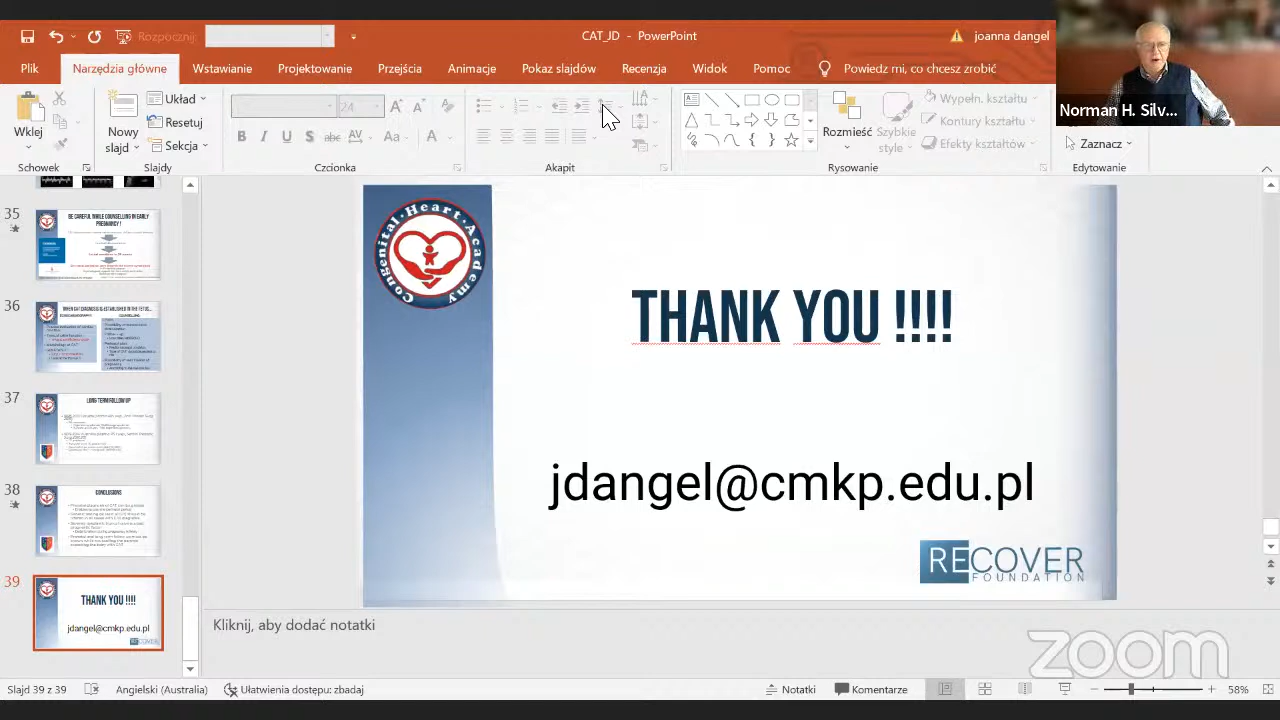 Rozpocznij:
CAT_JD - PowerPoint
joanna dangel
Plik
Narzędzia główne
Wstawianie
Projektowanie
Przejścia
Animacje
Pokaz slajdów
Recenzja
Widok
Pomoc
Powiedz mi, co chcesz zrobić
Norman H. Silv...
Wklej
Nowy
slajd
Układ
Resetuj
Sekcja
24
B I U S abc AV Aa A
Rozmieść
Szybkie
style
Wypełn. kształtu
Kontury kształtu
Efekty kształtów
Zaznacz
Schowek
Slajdy
Czcionka
Akapit
Rysowanie
Edytowanie
35
BE CAREFUL WHILE COUNSELLING IN EARLY
PREGNANCY !
36
37
LONG TERM FOLLOW UP
38
CONCLUSIONS
39
THANK YOU !!!!
jdangel@cmkp.edu.pl
RECOVER
Congenital · Heart · Academy
THANK YOU !!!!
jdangel@cmkp.edu.pl
RECOVER
FOUNDATION
Kliknij, aby dodać notatki
zoom
Slajd 39 z 39
Angielski (Australia)
Ułatwienia dostępu: zbadaj
Notatki
Komentarze
58%